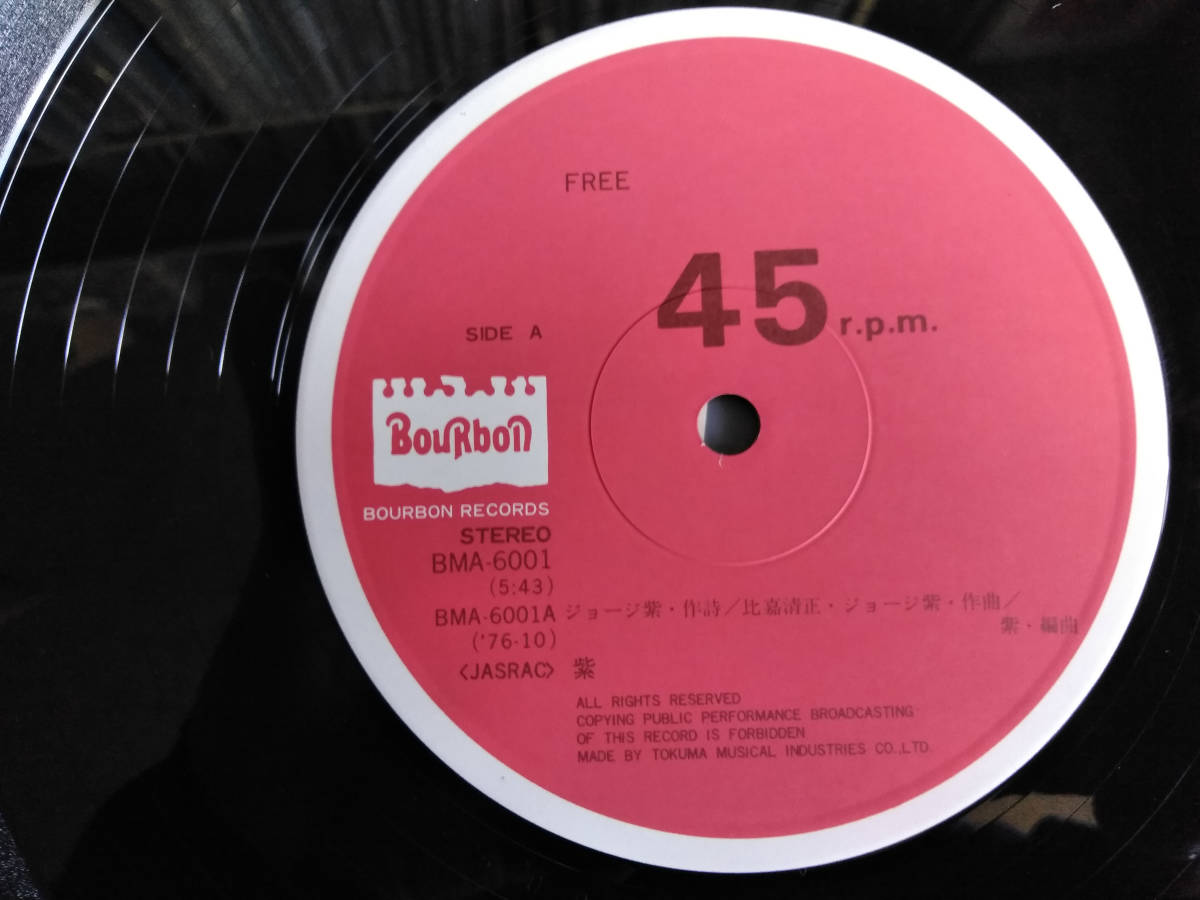 FREE
45 r.p.m.
SIDE A
BouRbon
BOURBON RECORDS
STEREO
BMA-6001
(5:43)
BMA-6001A
('76-10)
〈JASRAC〉
ジョージ紫・作詩/比嘉清正・ジョージ紫・作曲/
紫・編曲
紫
ALL RIGHTS RESERVED
COPYING PUBLIC PERFORMANCE BROADCASTING
OF THIS RECORD IS FORBIDDEN
MADE BY TOKUMA MUSICAL INDUSTRIES CO.,LTD.